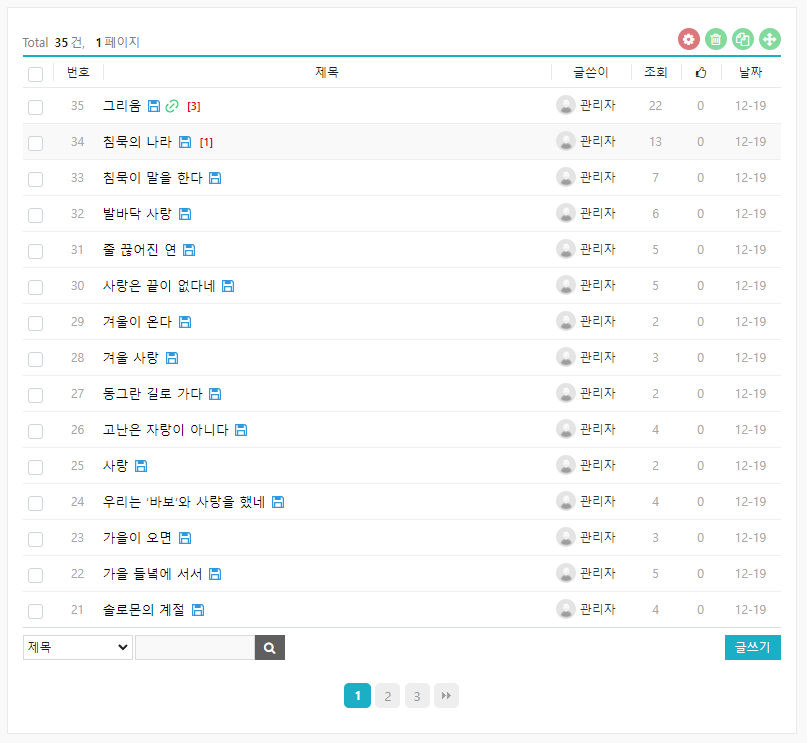 Total 35 건, 1 페이지
번호 제목 글쓴이 조회 날짜
35 그리움 [3] 관리자 22 0 12-19
34 침묵의 나라 [1] 관리자 13 0 12-19
33 침묵이 말을 한다 관리자 7 0 12-19
32 발바닥 사랑 관리자 6 0 12-19
31 줄 끊어진 연 관리자 5 0 12-19
30 사랑은 끝이 없다네 관리자 5 0 12-19
29 겨울이 온다 관리자 2 0 12-19
28 겨울 사랑 관리자 3 0 12-19
27 동그란 길로 가다 관리자 2 0 12-19
26 고난은 자랑이 아니다 관리자 4 0 12-19
25 사랑 관리자 2 0 12-19
24 우리는 ‘바보’와 사랑을 했네 관리자 4 0 12-19
23 가을이 오면 관리자 3 0 12-19
22 가을 들녘에 서서 관리자 5 0 12-19
21 솔로몬의 계절 관리자 4 0 12-19
제목 글쓰기
1 2 3